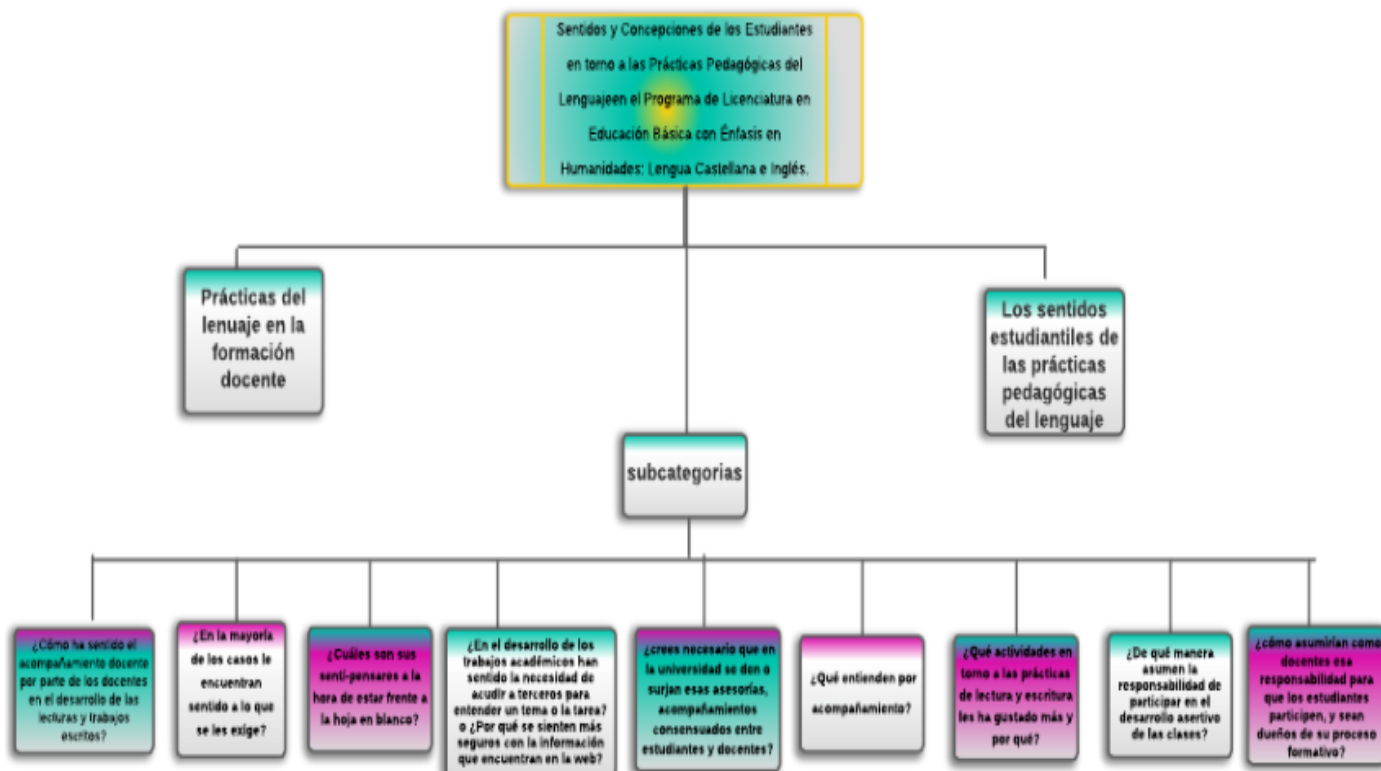 Sentidos y Concepciones de los Estudiantes
en torno a las Prácticas Pedagógicas del
Lenguajeen el Programa de Licenciatura en
Educación Básica con Énfasis en
Humanidades: Lengua Castellana e Inglés.
Prácticas del
lenuaje en la
formación
docente
Los sentidos
estudiantiles de
las prácticas
pedagógicas
del lenguaje
subcategorias
¿Cómo ha sentido el
acompañamiento docente
por parte de los docentes
en el desarrollo de las
lecturas y trabajos
escritos?
¿En la mayoría
de los casos le
encuentran
sentido a lo que
se les exige?
¿Cuáles son sus
senti-pensares a la
hora de estar frente a
la hoja en blanco?
¿En el desarrollo de los
trabajos académicos han
sentido la necesidad de
acudir a terceros para
entender un tema o la tarea?
o ¿Por qué se sienten más
seguros con la información
que encuentran en la web?
¿crees necesario que en
la universidad se den o
surjan esas asesorías,
acompañamientos
consensuados entre
estudiantes y docentes?
¿Qué entienden por
acompañamiento?
¿Qué actividades en
torno a las prácticas
de lectura y escritura
les ha gustado más y
por qué?
¿De qué manera
asumen la
responsabilidad de
participar en el
desarrollo asertivo
de las clases?
¿cómo asumirían como
docentes esa
responsabilidad para
que los estudiantes
participen, y sean
dueños de su proceso
formativo?